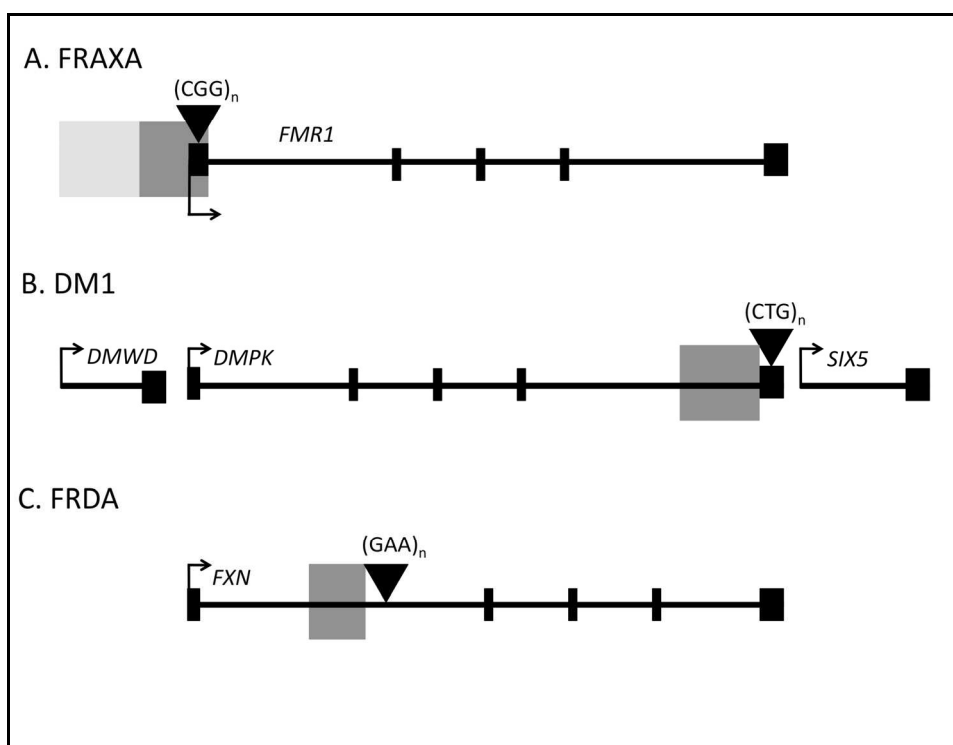 A. FRAXA
(CGG)n
FMR1
B. DM1
(CTG)n
DMWD DMPK SIX5
C. FRDA
(GAA)n
FXN